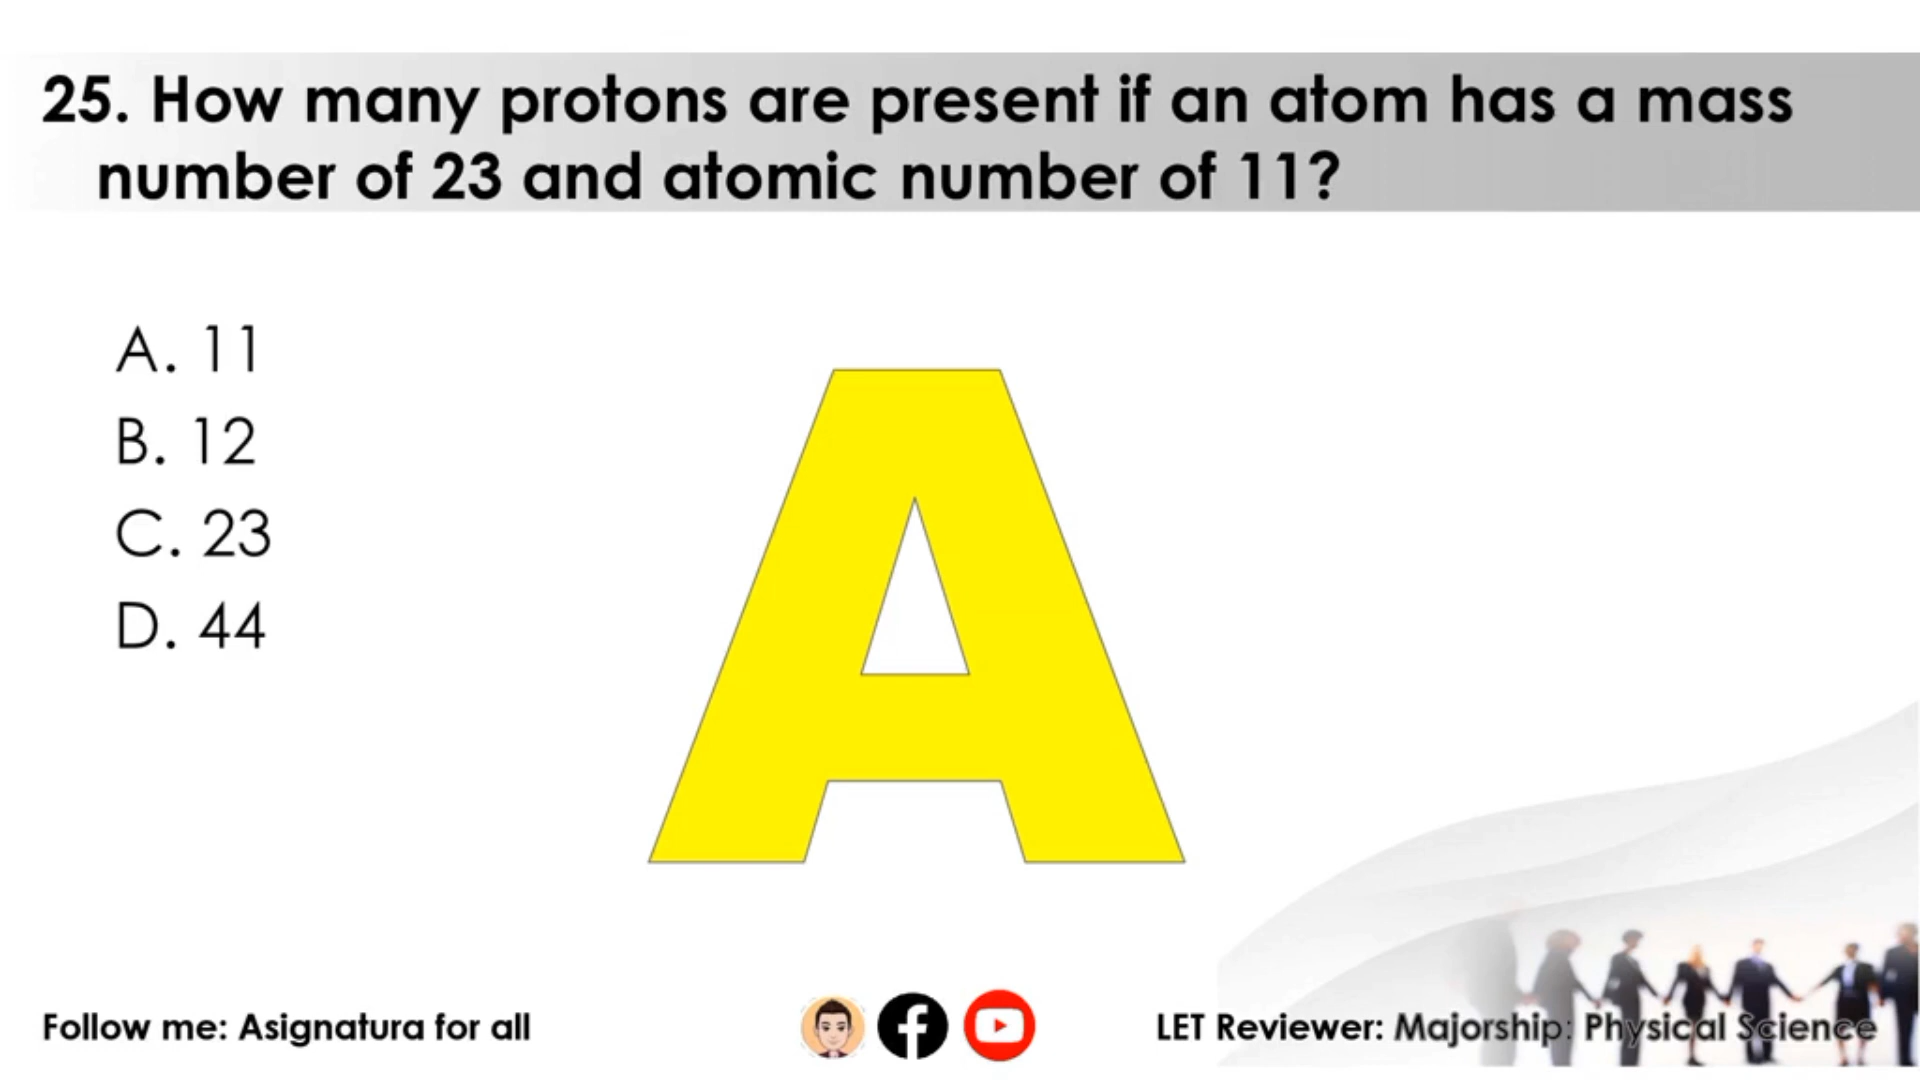 25. How many protons are present if an atom has a mass
number of 23 and atomic number of 11?
A. 11
B. 12
C. 23
D. 44
A
Follow me: Asignatura for all
LET Reviewer: Majorship: Physical Science